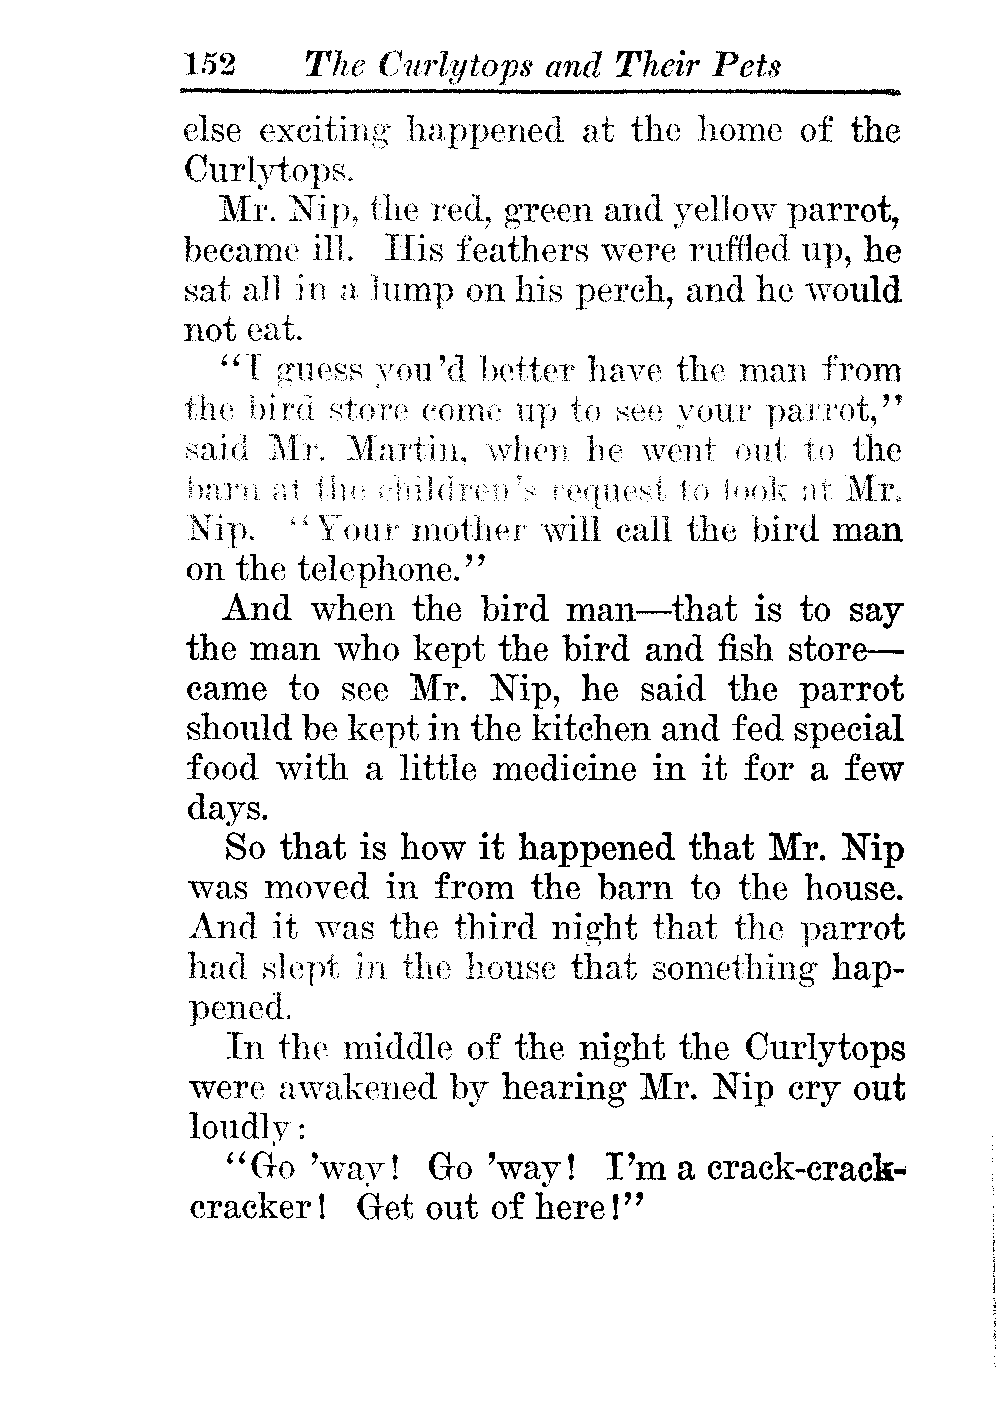 152 The Curlytops and Their Pets
else exciting happened at the home of the
Curlytops.
Mr. Nip, the red, green and yellow parrot,
became ill. His feathers were ruffled up, he
sat all in a lump on his perch, and he would
not eat.
"I guess you'd better have the man from
the bird store come up to see your parrot,"
said Mr. Martin, when he went out to the
barn at the children's request to look at Mr.
Nip. "Your mother will call the bird man
on the telephone."
And when the bird man—that is to say
the man who kept the bird and fish store—
came to see Mr. Nip, he said the parrot
should be kept in the kitchen and fed special
food with a little medicine in it for a few
days.
So that is how it happened that Mr. Nip
was moved in from the barn to the house.
And it was the third night that the parrot
had slept in the house that something hap-
pened.
In the middle of the night the Curlytops
were awakened by hearing Mr. Nip cry out
loudly:
"Go 'way! Go 'way! I'm a crack-crack-
cracker! Get out of here!"